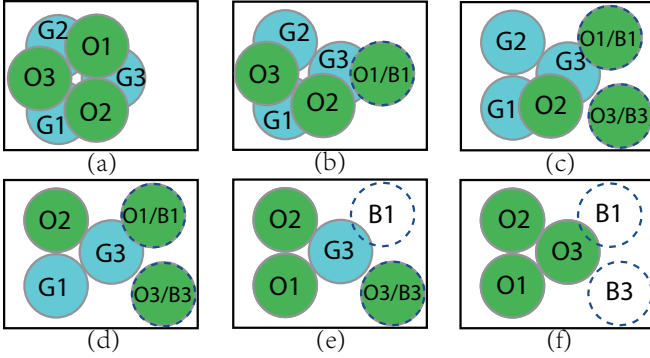 G2 O1
O3 G3
G1 O2
(a)
G2
O3 G3 O1/B1
G1 O2
(b)
G2 O1/B1
G3
G1 O2 O3/B3
(c)
O2 O1/B1
G3
G1 O3/B3
(d)
O2 B1
G3
O1 O3/B3
(e)
O2 B1
O3
O1 B3
(f)